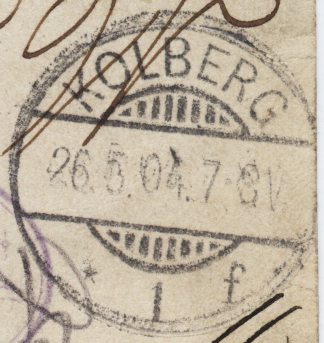 KOLBERG
26.5.04.7-8V
* 1 f